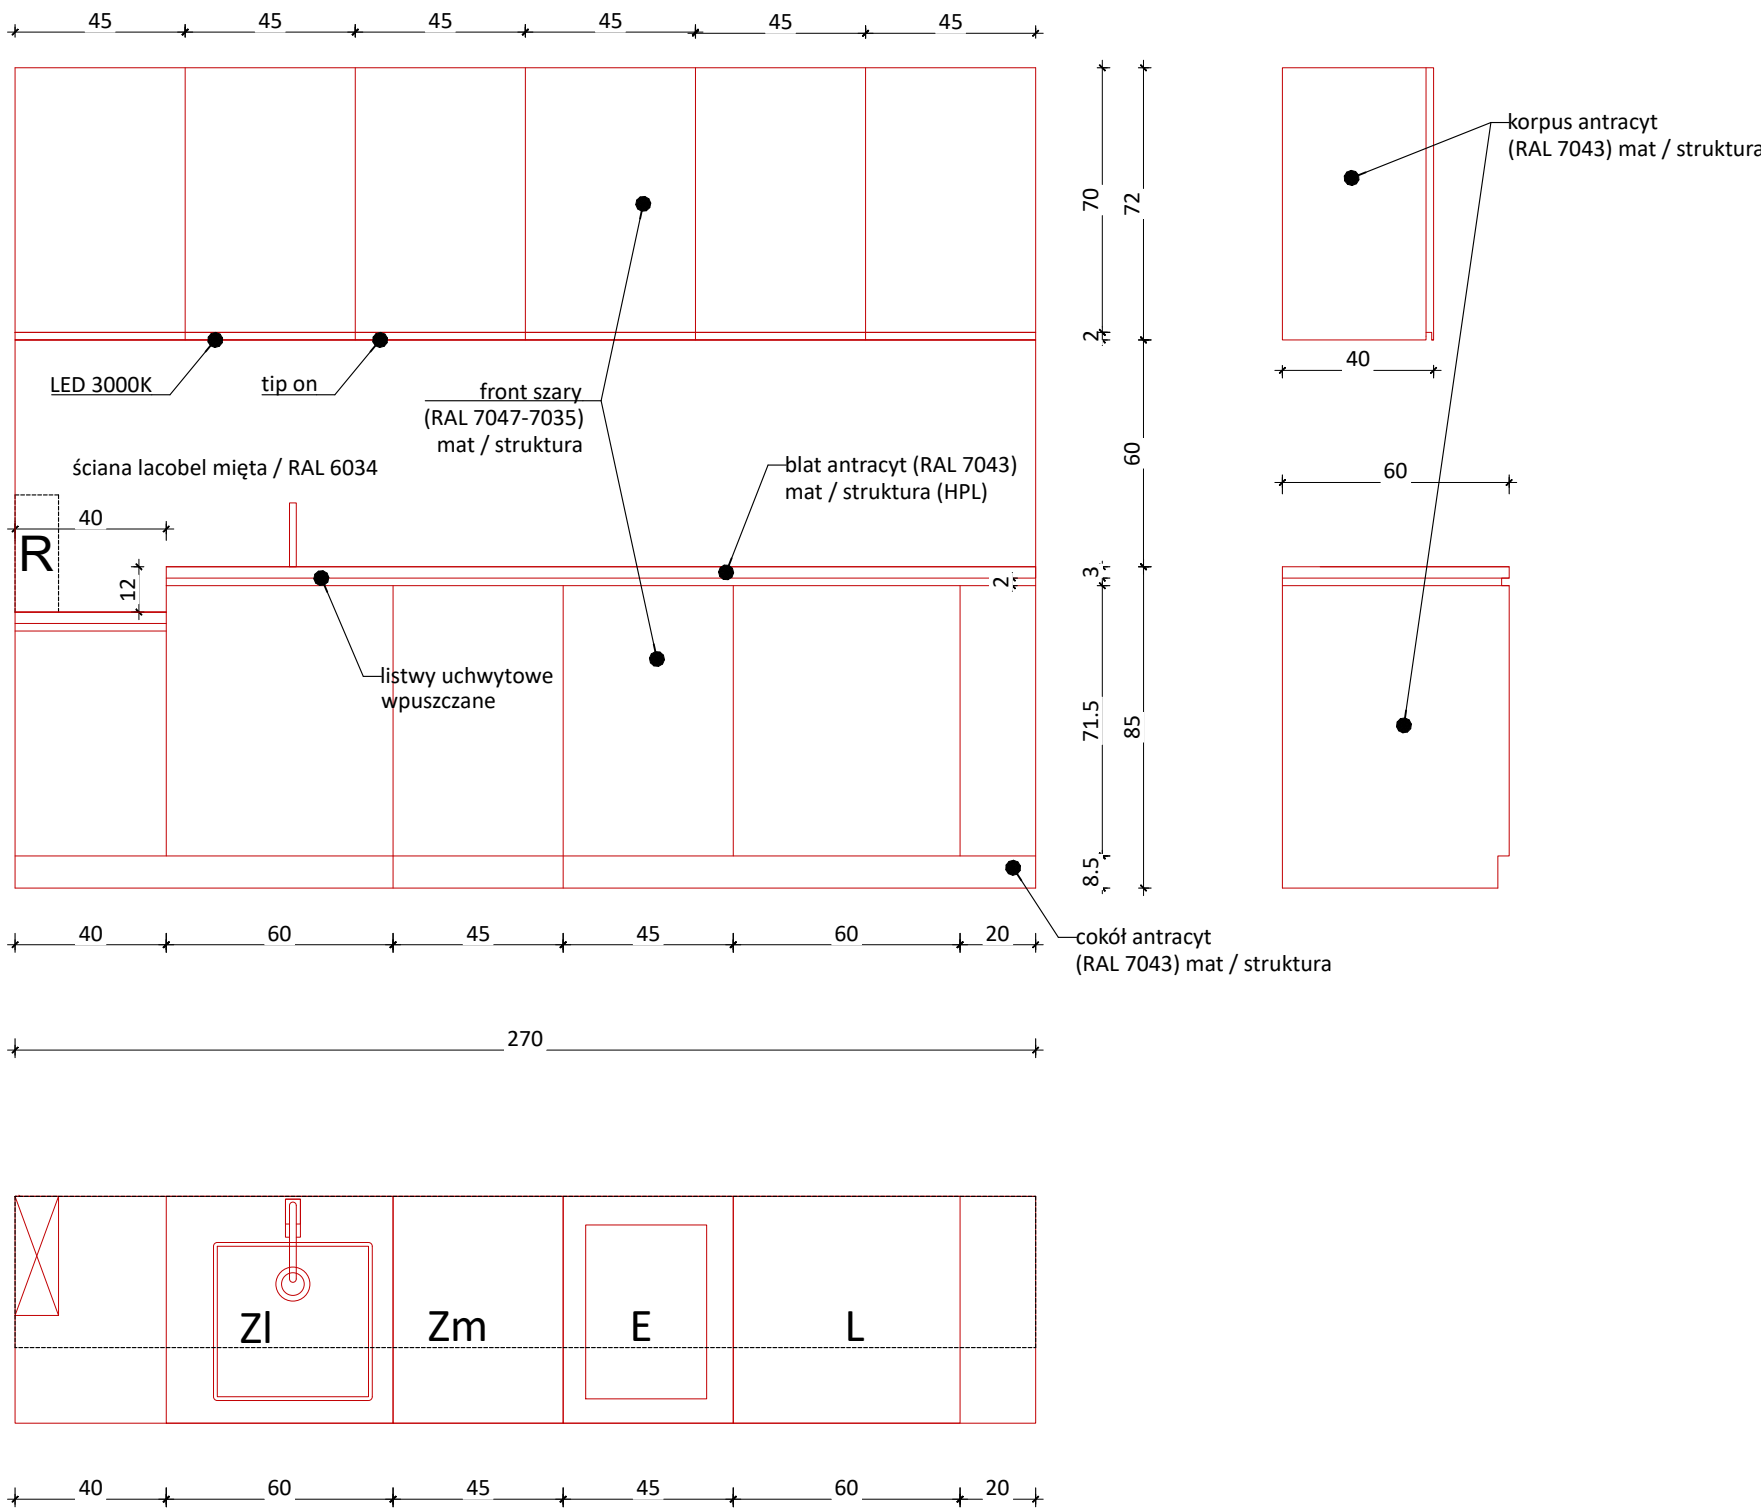 45 45 45 45 45 45
korpus antracyt
(RAL 7043) mat / struktura
70
72
2
40
LED 3000K
tip on
front szary
(RAL 7047-7035)
mat / struktura
ściana lacobel mięta / RAL 6034
blat antracyt (RAL 7043)
mat / struktura (HPL)
60
60
40
R
12
2
3
listwy uchwytowe
wpuszczane
71.5
85
8.5
40 60 45 45 60 20
cokół antracyt
(RAL 7043) mat / struktura
270
Zl Zm E L
40 60 45 45 60 20